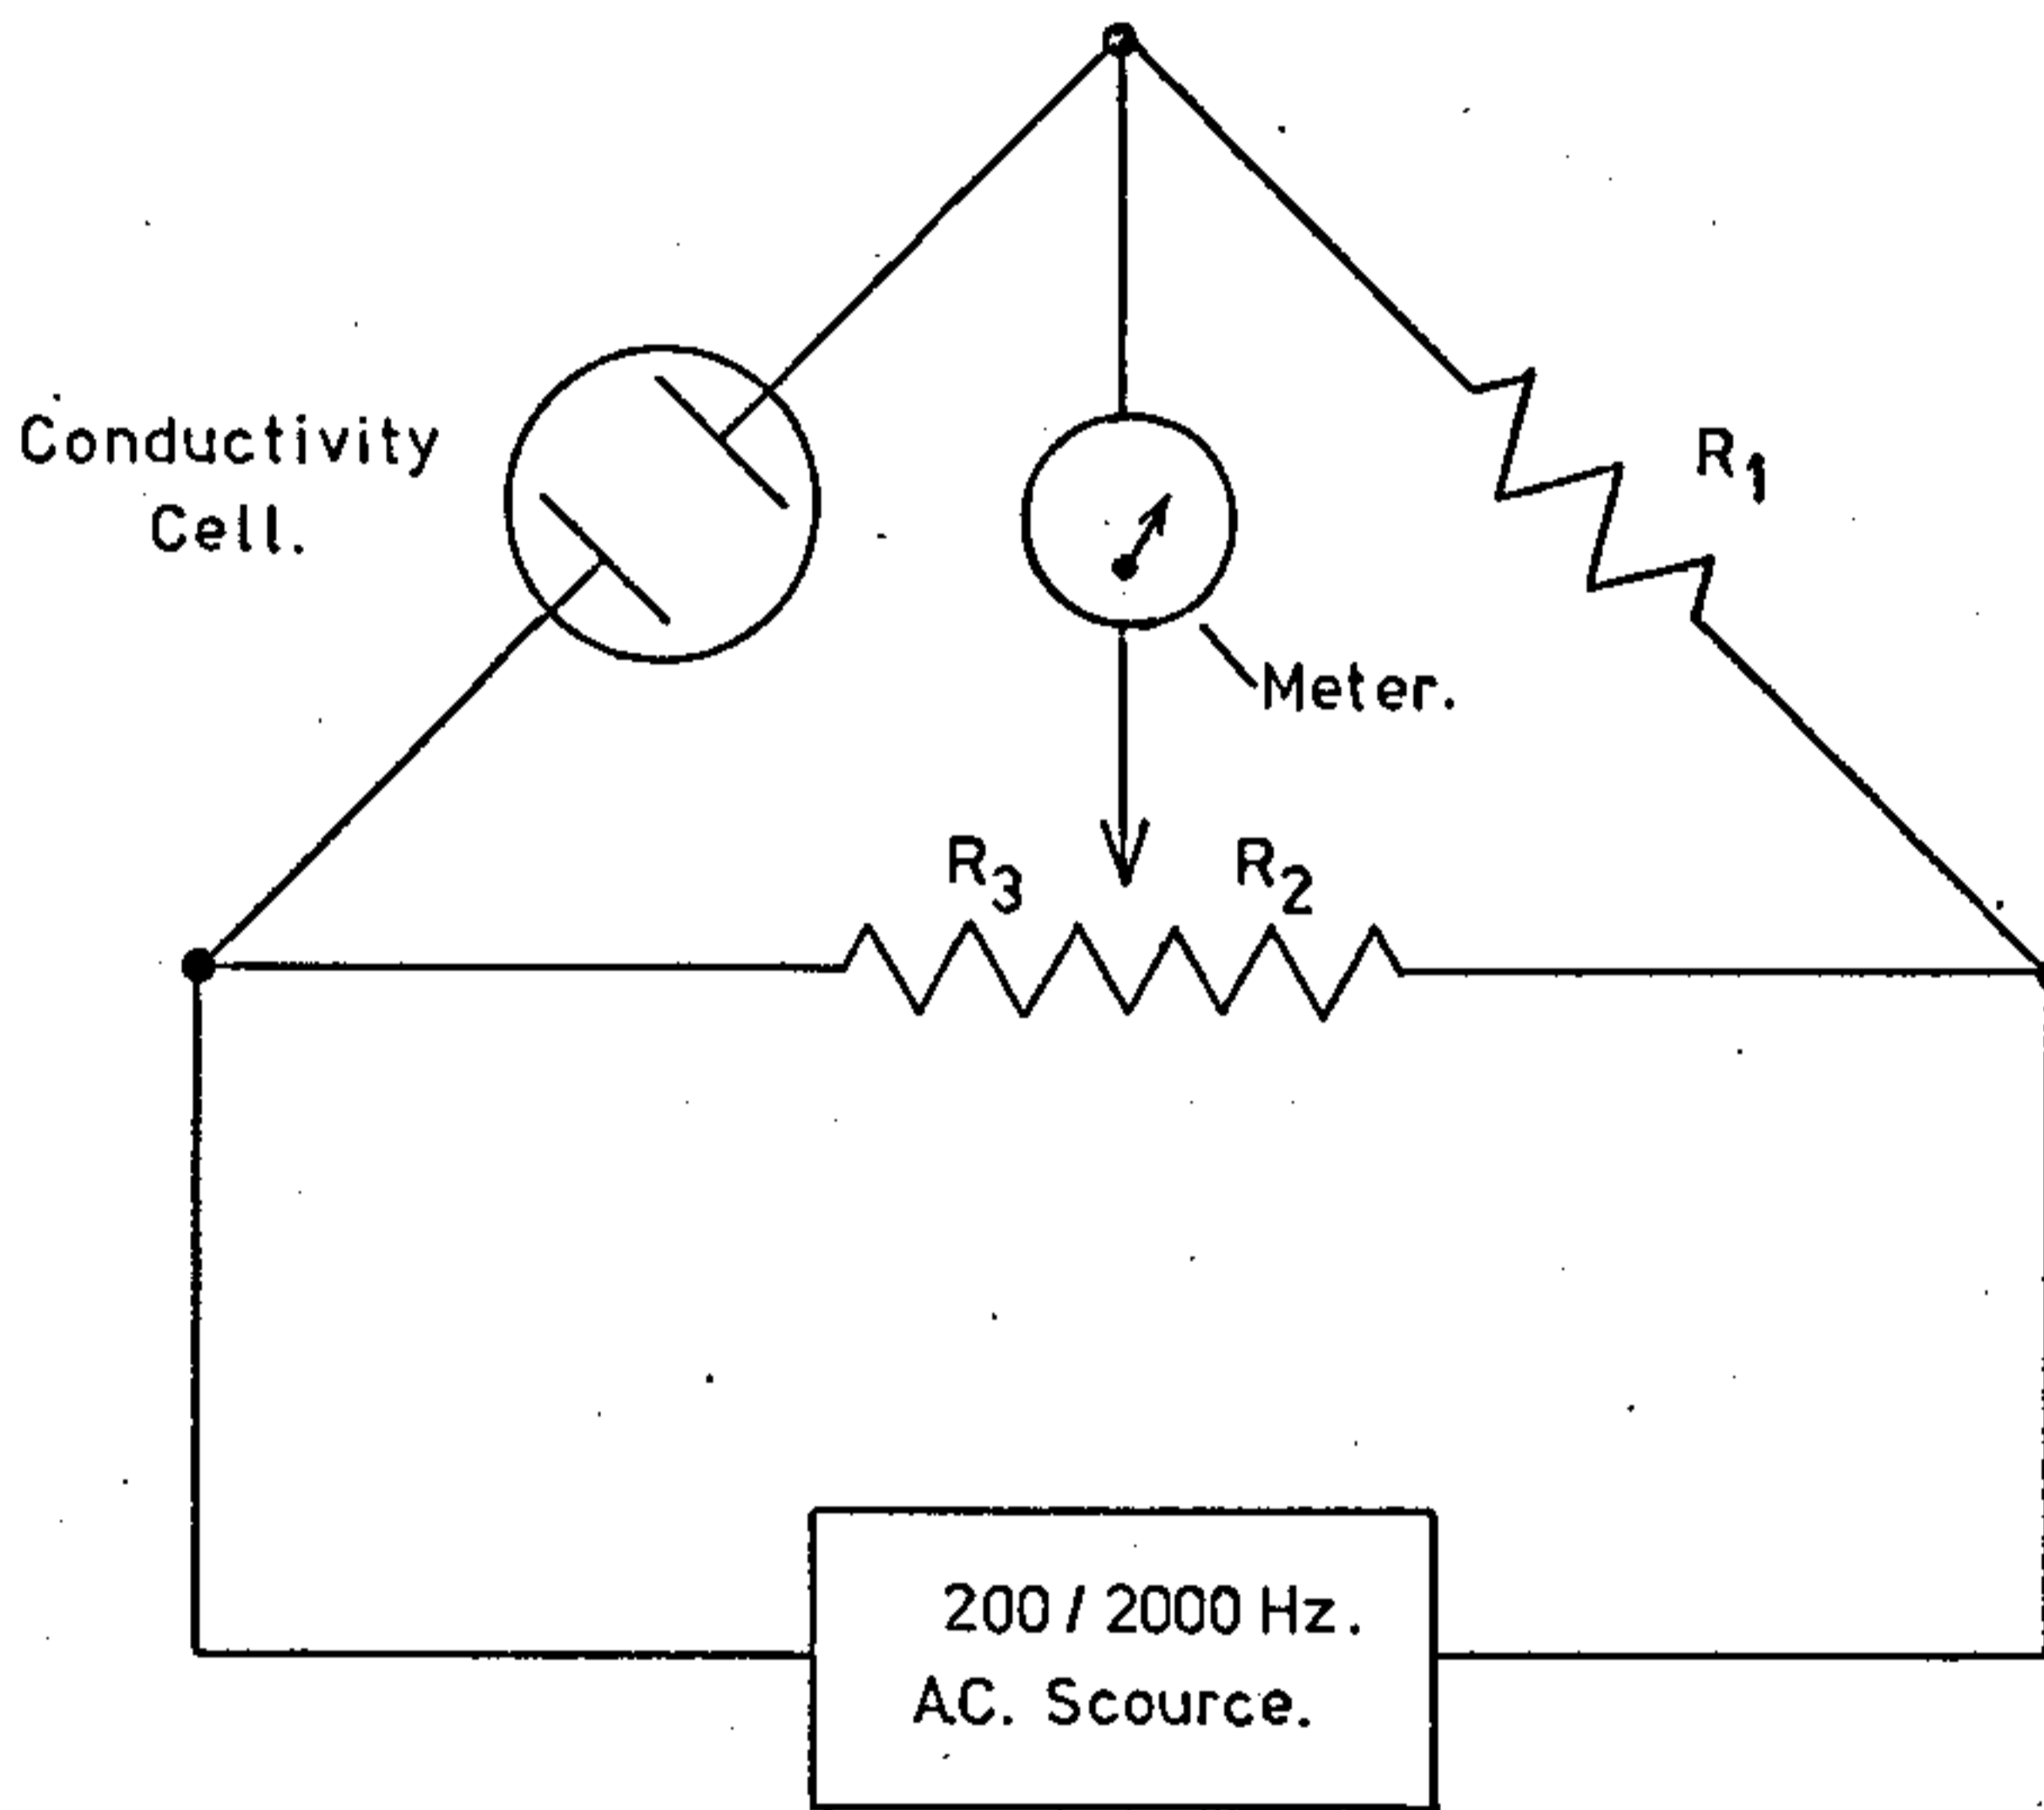 Conductivity
Cell.
R1
Meter.
R3
R2
200 / 2000 Hz.
AC. Scource.